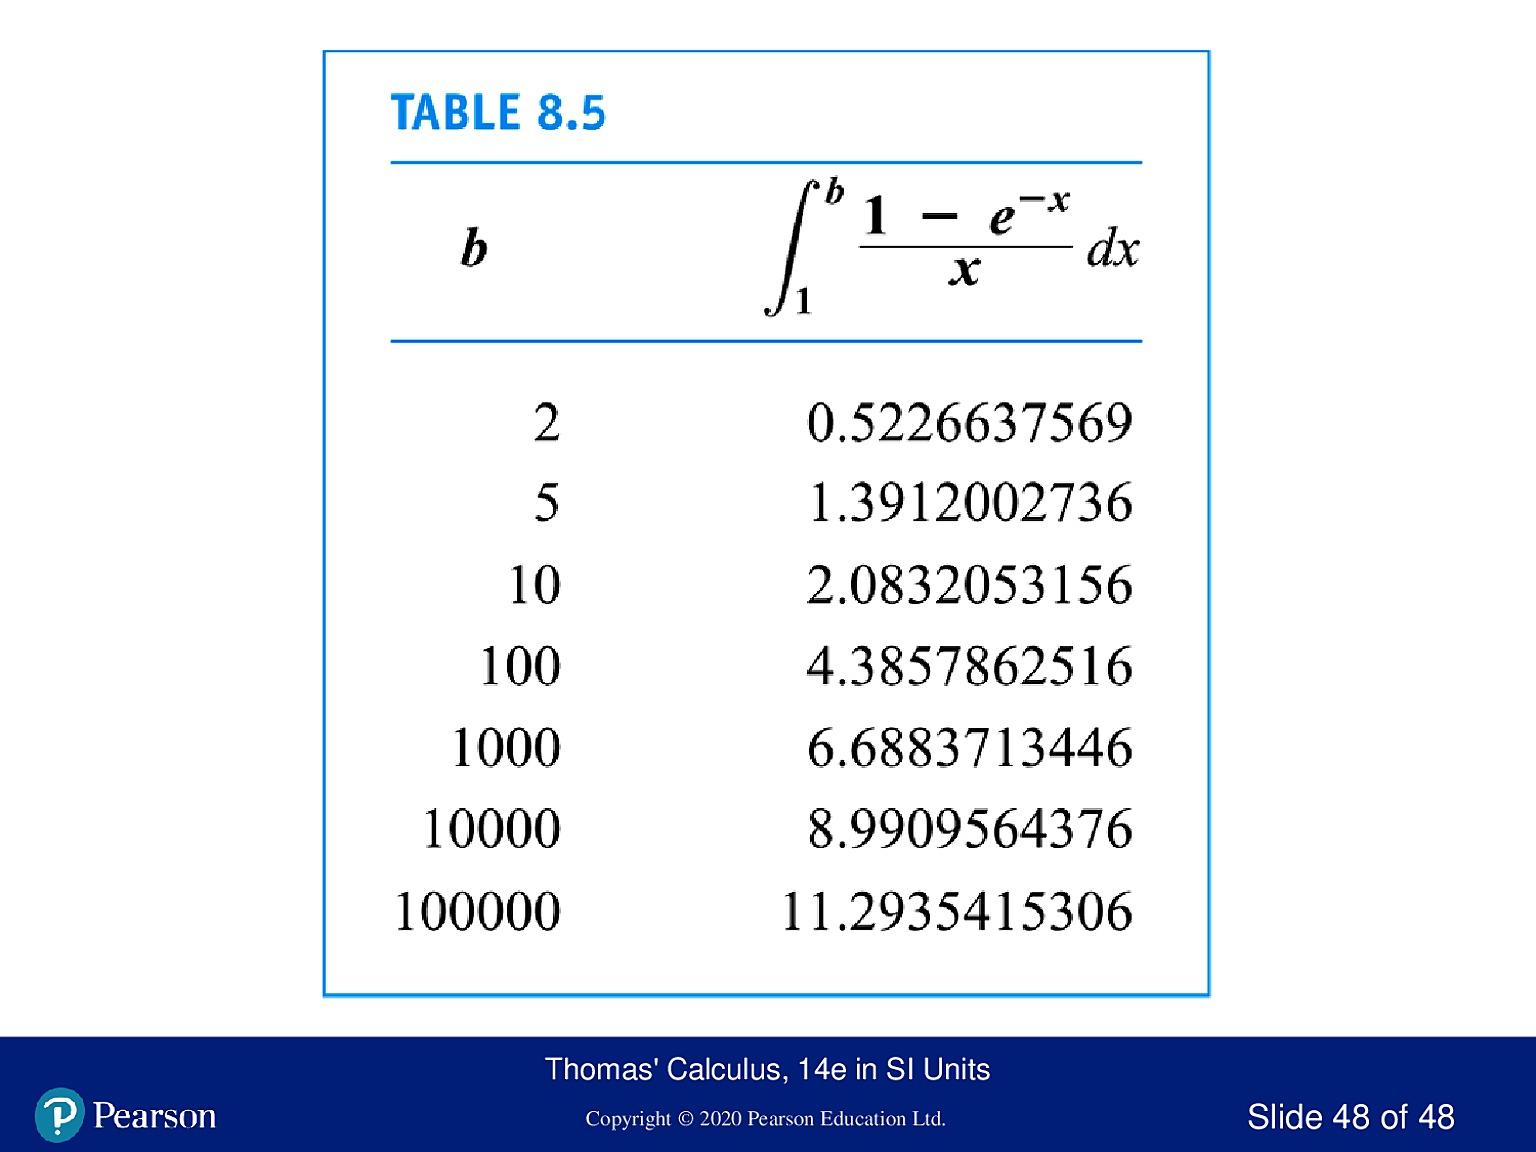 TABLE 8.5
b ∫₁ᵇ (1 − e⁻ˣ)/x dx
2 0.5226637569
5 1.3912002736
10 2.0832053156
100 4.3857862516
1000 6.6883713446
10000 8.9909564376
100000 11.2935415306
Thomas' Calculus, 14e in SI Units
Pearson
Copyright © 2020 Pearson Education Ltd.
Slide 48 of 48